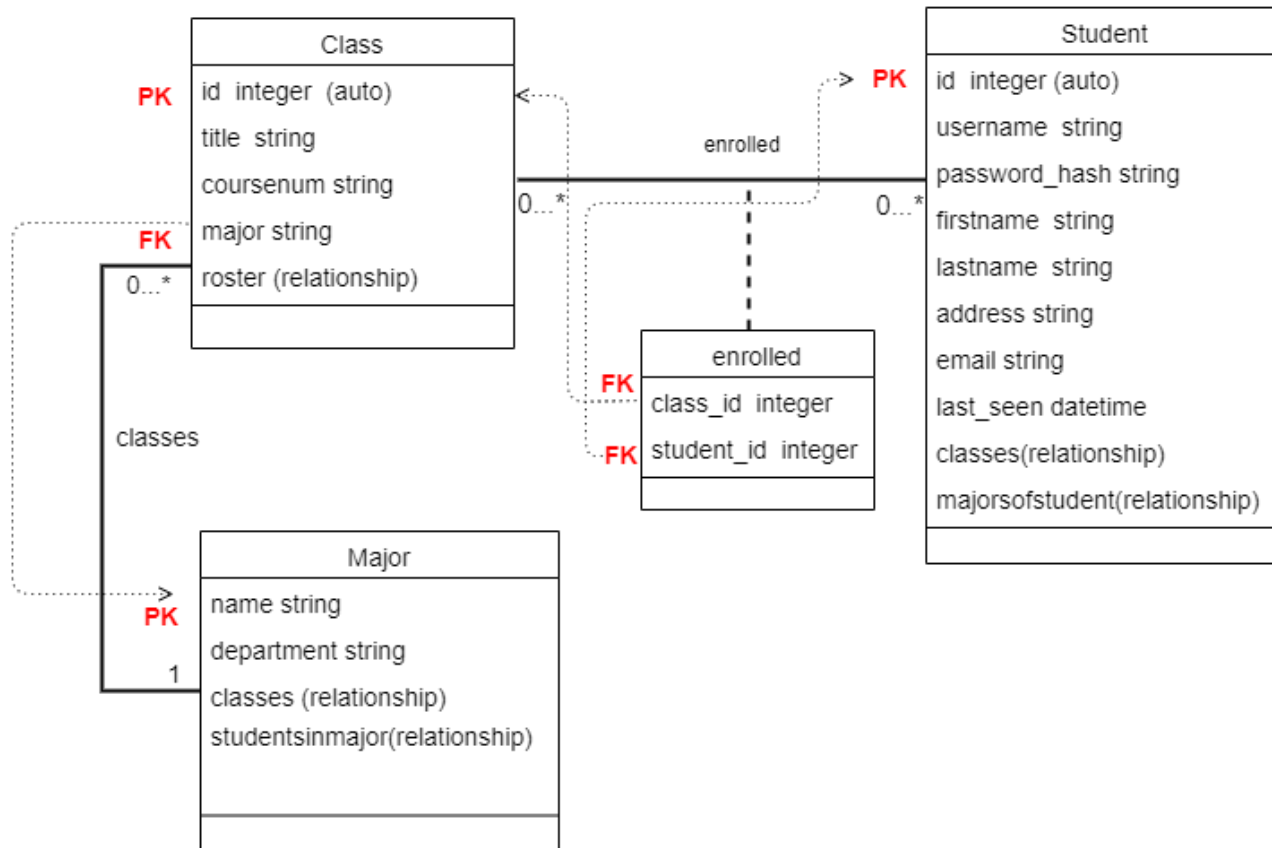 Class
PK
id integer (auto)
title string
coursenum string
FK
major string
roster (relationship)
0...*
enrolled
0...*
0...*
Student
PK
id integer (auto)
username string
password_hash string
firstname string
lastname string
address string
email string
last_seen datetime
classes(relationship)
majorsofstudent(relationship)
enrolled
FK
class_id integer
FK
student_id integer
classes
Major
PK
name string
department string
1
classes (relationship)
studentsinmajor(relationship)